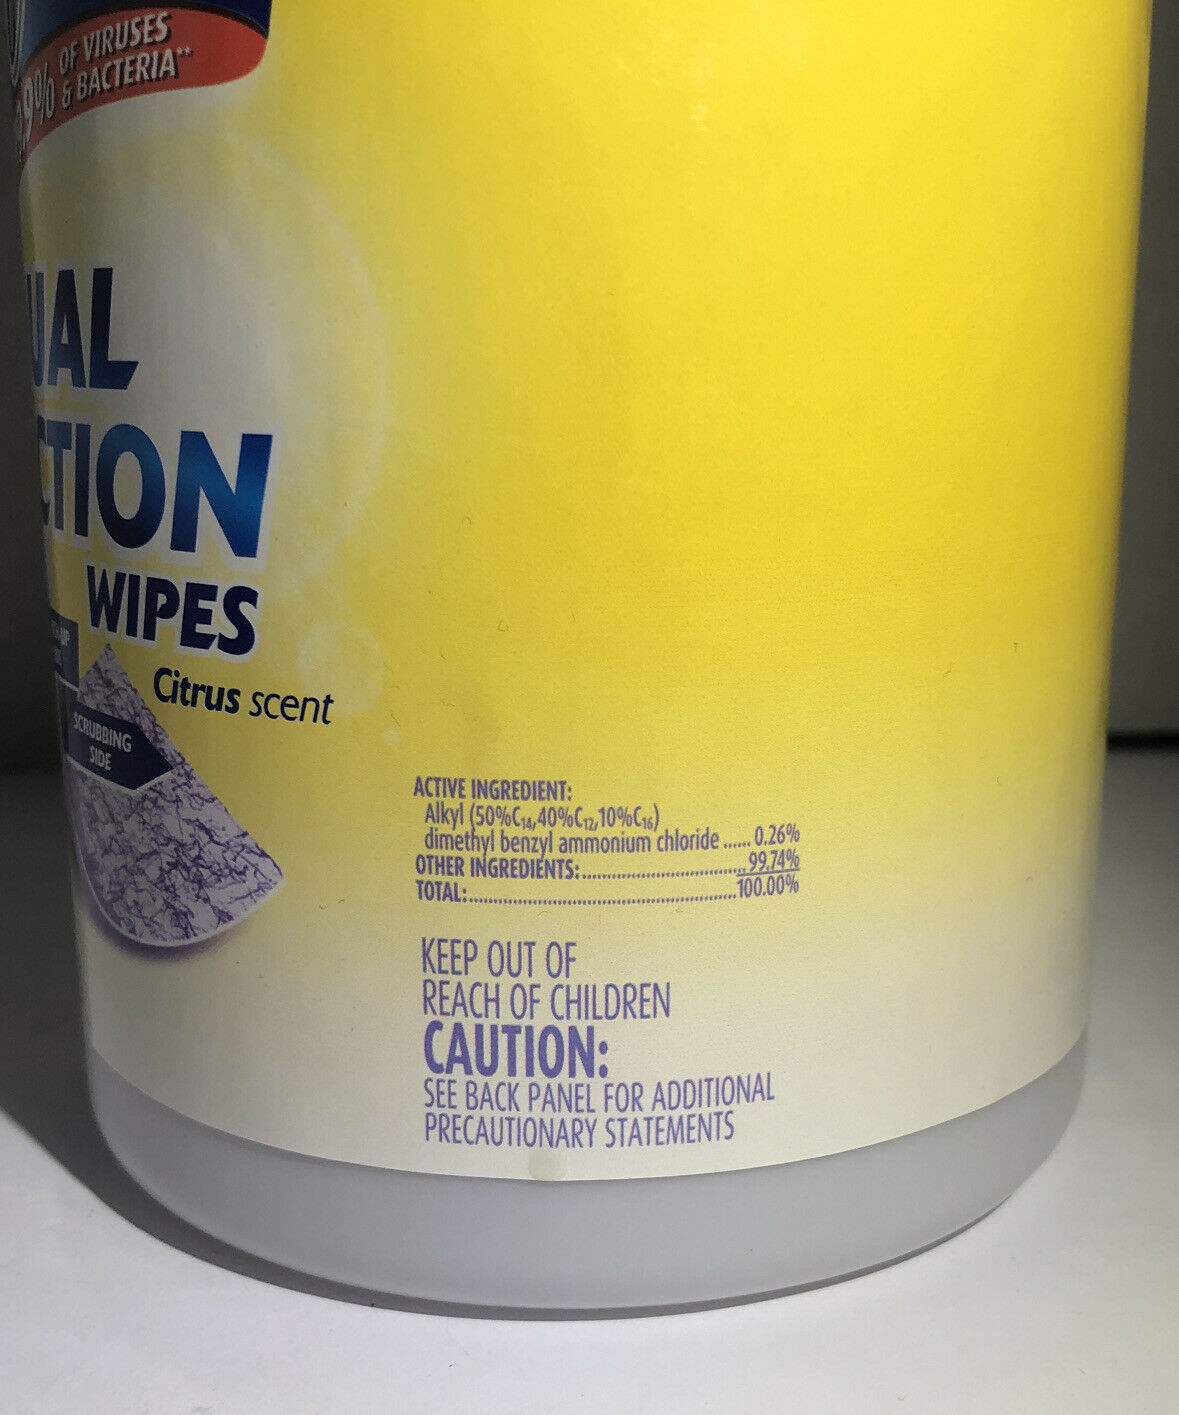 OF VIRUSES
& BACTERIA**
UAL
CTION
WIPES
Citrus scent
SCRUBBING
SIDE
ACTIVE INGREDIENT:
Alkyl (50%C14,40%C12,10%C16)
dimethyl benzyl ammonium chloride ...... 0.26%
OTHER INGREDIENTS:.......................................99.74%
TOTAL:...............................................................100.00%
KEEP OUT OF
REACH OF CHILDREN
CAUTION:
SEE BACK PANEL FOR ADDITIONAL
PRECAUTIONARY STATEMENTS